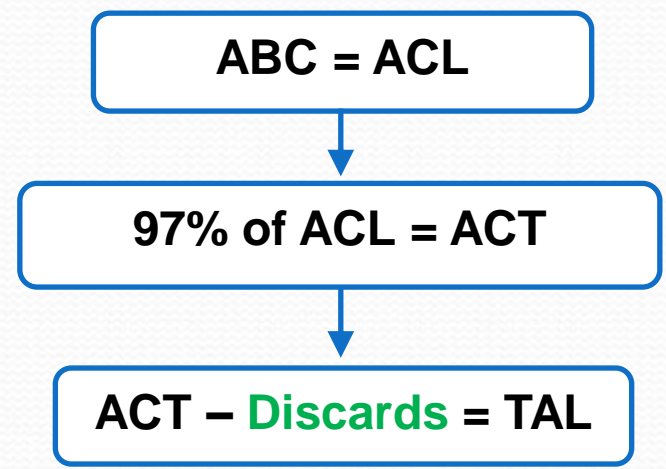 ABC = ACL
97% of ACL = ACT
ACT – Discards = TAL